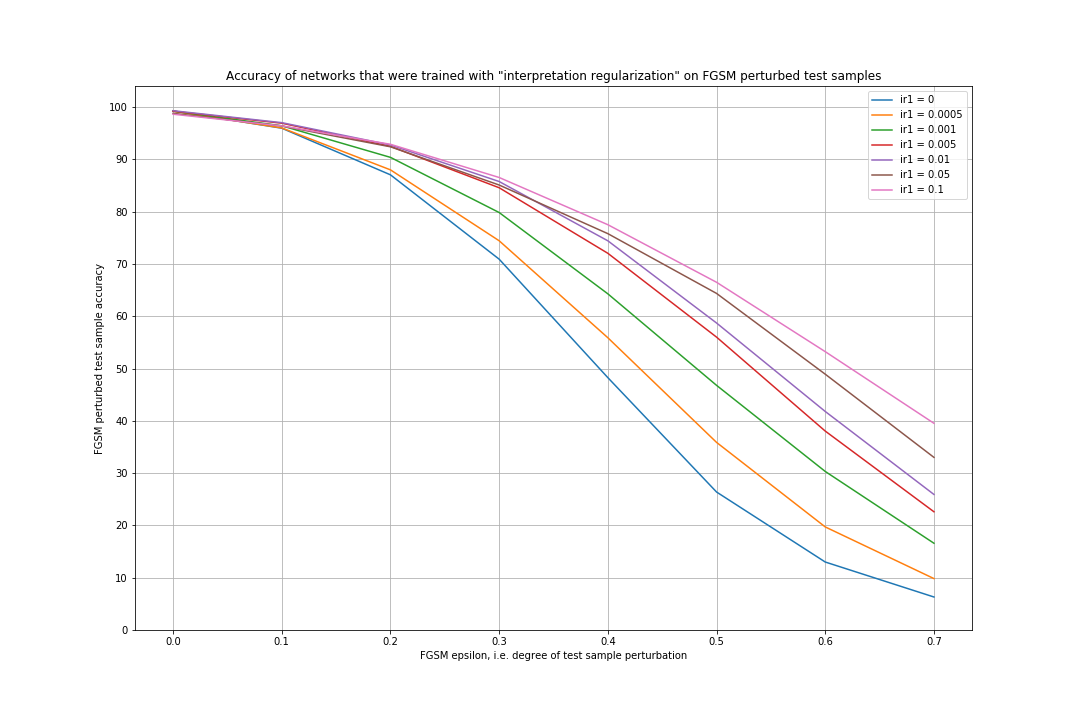 Accuracy of networks that were trained with "interpretation regularization" on FGSM perturbed test samples
ir1 = 0
ir1 = 0.0005
ir1 = 0.001
ir1 = 0.005
ir1 = 0.01
ir1 = 0.05
ir1 = 0.1
FGSM perturbed test sample accuracy
100
90
80
70
60
50
40
30
20
10
0
0.0 0.1 0.2 0.3 0.4 0.5 0.6 0.7
FGSM epsilon, i.e. degree of test sample perturbation